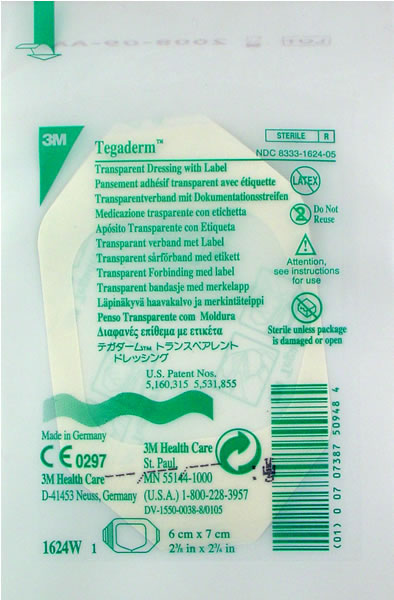 3M
Tegaderm™
STERILE R
NDC 8333-1624-05
Transparent Dressing with Label
Pansement adhésif transparent avec étiquette
Transparentverband mit Dokumentationsstreifen
Medicazione trasparente con etichetta
Apósito Transparente con Etiqueta
Transparant verband met Label
Transparent sårförband med etikett
Transparent Forbinding med label
Transparent bandasje med merkelapp
Läpinäkyvä haavakalvo ja merkintäteippi
Penso Transparente com Moldura
Διαφανές επίθεμα με ετικέτα
テガダームTM トランスペアレント
ドレッシング
LATEX
2 Do Not
Reuse
Attention,
see instructions
for use
Sterile unless package
is damaged or open
U.S. Patent Nos.
5,160,315 5,531,855
Made in Germany
CE 0297
3M Health Care
D-41453 Neuss, Germany
3M Health Care
St. Paul,
MN 55144-1000
(U.S.A.) 1-800-228-3957
DV-1550-0038-8/0105
1624W 1
6 cm x 7 cm
2⅜ in x 2¾ in
(01) 0 07 07387 50948 4